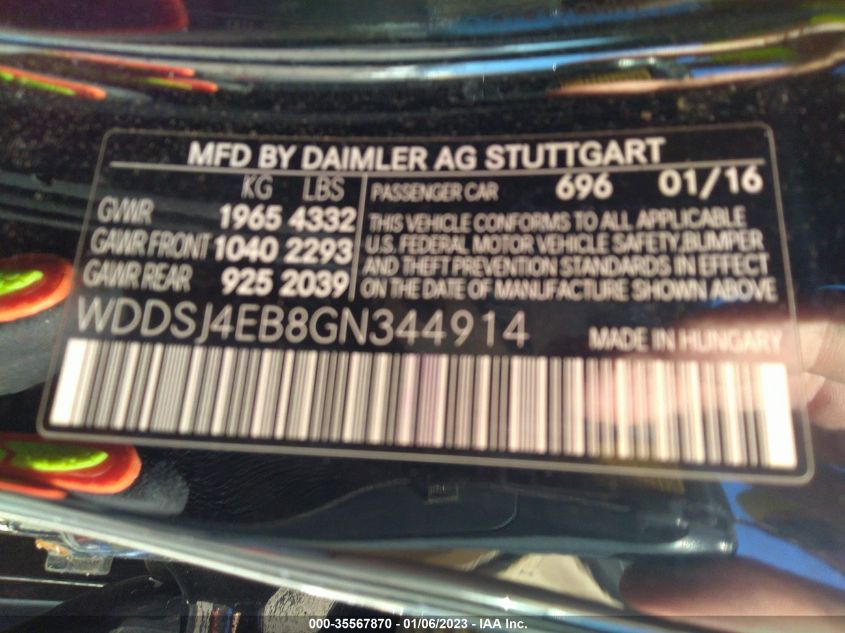 MFD BY DAIMLER AG STUTTGART
KG LBS
GVWR 1965 4332
GAWR FRONT 1040 2293
GAWR REAR 925 2039
PASSENGER CAR 696 01/16
THIS VEHICLE CONFORMS TO ALL APPLICABLE
U.S. FEDERAL MOTOR VEHICLE SAFETY,BUMPER
AND THEFT PREVENTION STANDARDS IN EFFECT
ON THE DATE OF MANUFACTURE SHOWN ABOVE
WDDSJ4EB8GN344914 MADE IN HUNGARY
000-35567870 - 01/06/2023 - IAA Inc.